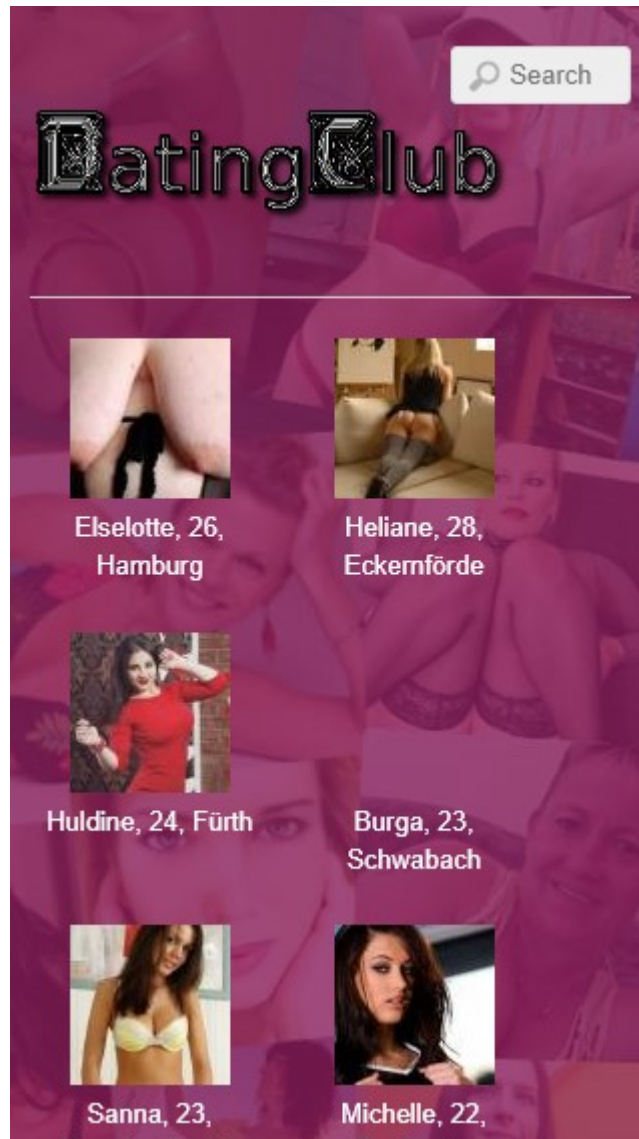 Search
DatingClub
Elselotte, 26,
Hamburg
Heliane, 28,
Eckernförde
Huldine, 24, Fürth
Burga, 23,
Schwabach
Sanna, 23,
Michelle, 22,